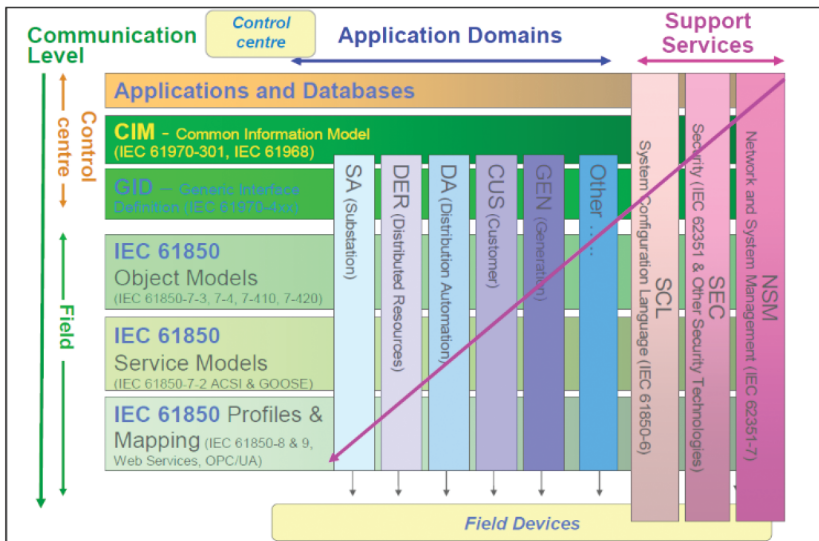 Communication
Level
Control
centre
Application Domains
Support
Services
Control
centre
Field
Applications and Databases
CIM - Common Information Model
(IEC 61970-301, IEC 61968)
GID – Generic Interface
Definition (IEC 61970-4xx)
IEC 61850
Object Models
(IEC 61850-7-3, 7-4, 7-410, 7-420)
IEC 61850
Service Models
(IEC 61850-7-2 ACSI & GOOSE)
IEC 61850 Profiles &
Mapping (IEC 61850-8 & 9,
Web Services, OPC/UA)
SA (Substation)
DER (Distributed Resources)
DA (Distribution Automation)
CUS (Customer)
GEN (Generation)
Other ......
SCL
System Configuration Language (IEC 61850-6)
SEC
Security (IEC 62351 & Other Security Technologies)
NSM
Network and System Management (IEC 62351-7)
Field Devices